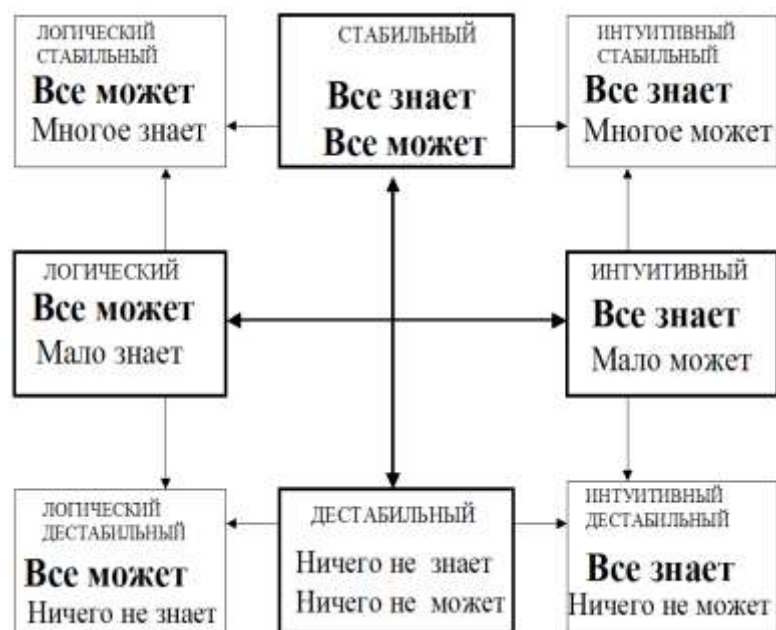 ЛОГИЧЕСКИЙ
СТАБИЛЬНЫЙ
Все может
Многое знает
СТАБИЛЬНЫЙ
Все знает
Все может
ИНТУИТИВНЫЙ
СТАБИЛЬНЫЙ
Все знает
Многое может
ЛОГИЧЕСКИЙ
Все может
Мало знает
ИНТУИТИВНЫЙ
Все знает
Мало может
ЛОГИЧЕСКИЙ
ДЕСТАБИЛЬНЫЙ
Все может
Ничего не знает
ДЕСТАБИЛЬНЫЙ
Ничего не знает
Ничего не может
ИНТУИТИВНЫЙ
ДЕСТАБИЛЬНЫЙ
Все знает
Ничего не может